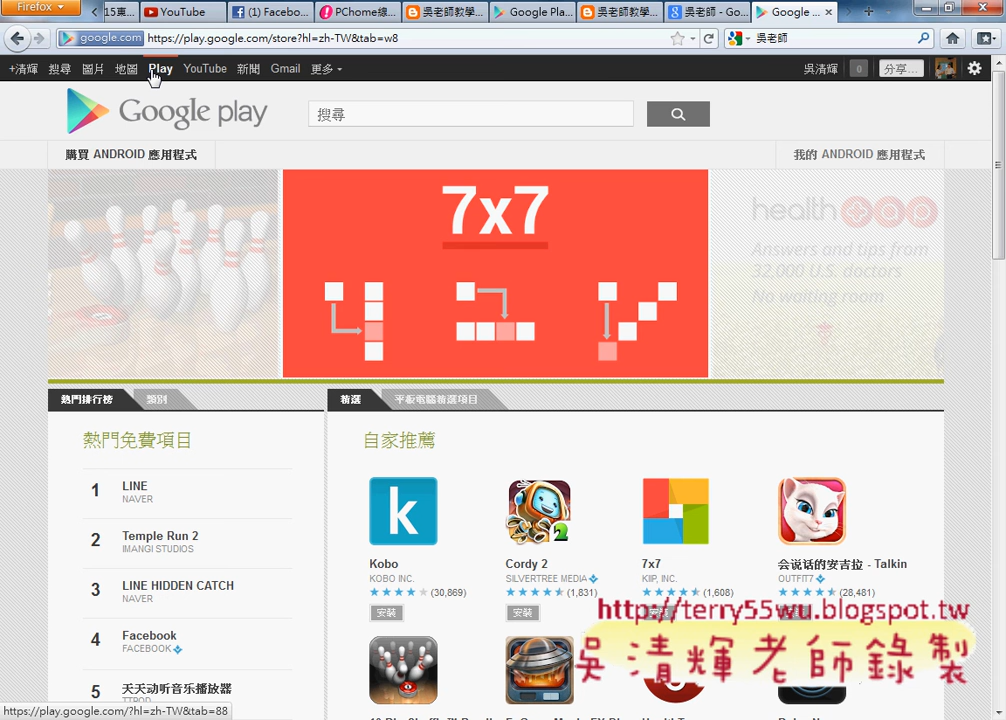 Firefox
15東...
YouTube
(1) Facebo...
PChome線...
吳老師教學...
Google Pla...
吳老師教學...
吳老師 - Go...
Google ...
google.com
https://play.google.com/store?hl=zh-TW&tab=w8
吳老師
+清輝 搜尋 圖片 地圖 Play YouTube 新聞 Gmail 更多
吳清輝 0 分享...
Google play
搜尋
購買 ANDROID 應用程式
我的 ANDROID 應用程式
7x7
health tap
Answers and tips from
32,000 U.S. doctors
No waiting room
熱門排行榜 類別
精選 平板電腦精選項目
熱門免費項目
自家推薦
1 LINE
NAVER
2 Temple Run 2
IMANGI STUDIOS
3 LINE HIDDEN CATCH
NAVER
4 Facebook
FACEBOOK
5 天天动听音乐播放器
TTPOD
Kobo
KOBO INC.
(30,869)
安裝
Cordy 2
SILVERTREE MEDIA
(1,831)
安裝
7x7
KIIP, INC.
(1,608)
会说话的安吉拉 - Talkin
OUTFIT7
(28,481)
http://terry55wu.blogspot.tw
吳清輝老師錄製
https://play.google.com/?hl=zh-TW&tab=88